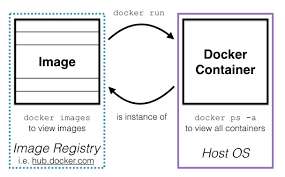 docker run
Image
Docker
Container
docker images
to view images
is instance of
docker ps -a
to view all containers
Image Registry
i.e. hub.docker.com
Host OS